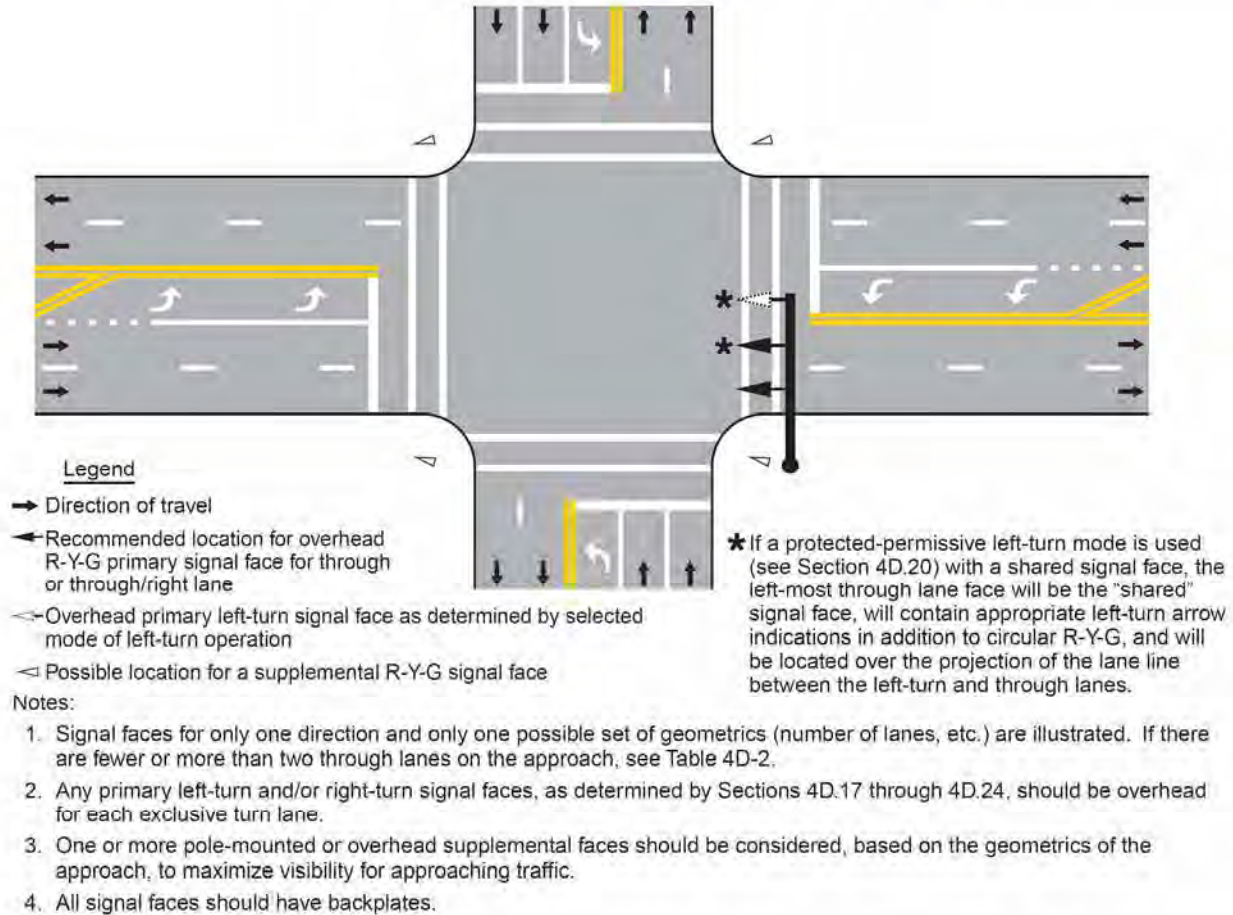 Legend
Direction of travel
Recommended location for overhead
R-Y-G primary signal face for through
or through/right lane
Overhead primary left-turn signal face as determined by selected
mode of left-turn operation
Possible location for a supplemental R-Y-G signal face
* If a protected-permissive left-turn mode is used
(see Section 4D.20) with a shared signal face, the
left-most through lane face will be the "shared"
signal face, will contain appropriate left-turn arrow
indications in addition to circular R-Y-G, and will
be located over the projection of the lane line
between the left-turn and through lanes.
Notes:
1. Signal faces for only one direction and only one possible set of geometrics (number of lanes, etc.) are illustrated. If there
are fewer or more than two through lanes on the approach, see Table 4D-2.
2. Any primary left-turn and/or right-turn signal faces, as determined by Sections 4D.17 through 4D.24, should be overhead
for each exclusive turn lane.
3. One or more pole-mounted or overhead supplemental faces should be considered, based on the geometrics of the
approach, to maximize visibility for approaching traffic.
4. All signal faces should have backplates.